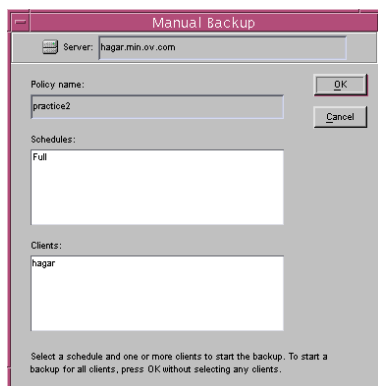 Manual Backup
Server: hagar.min.ov.com
Policy name:
OK
practice2
Cancel
Schedules:
Full
Clients:
hagar
Select a schedule and one or more clients to start the backup. To start a
backup for all clients, press OK without selecting any clients.